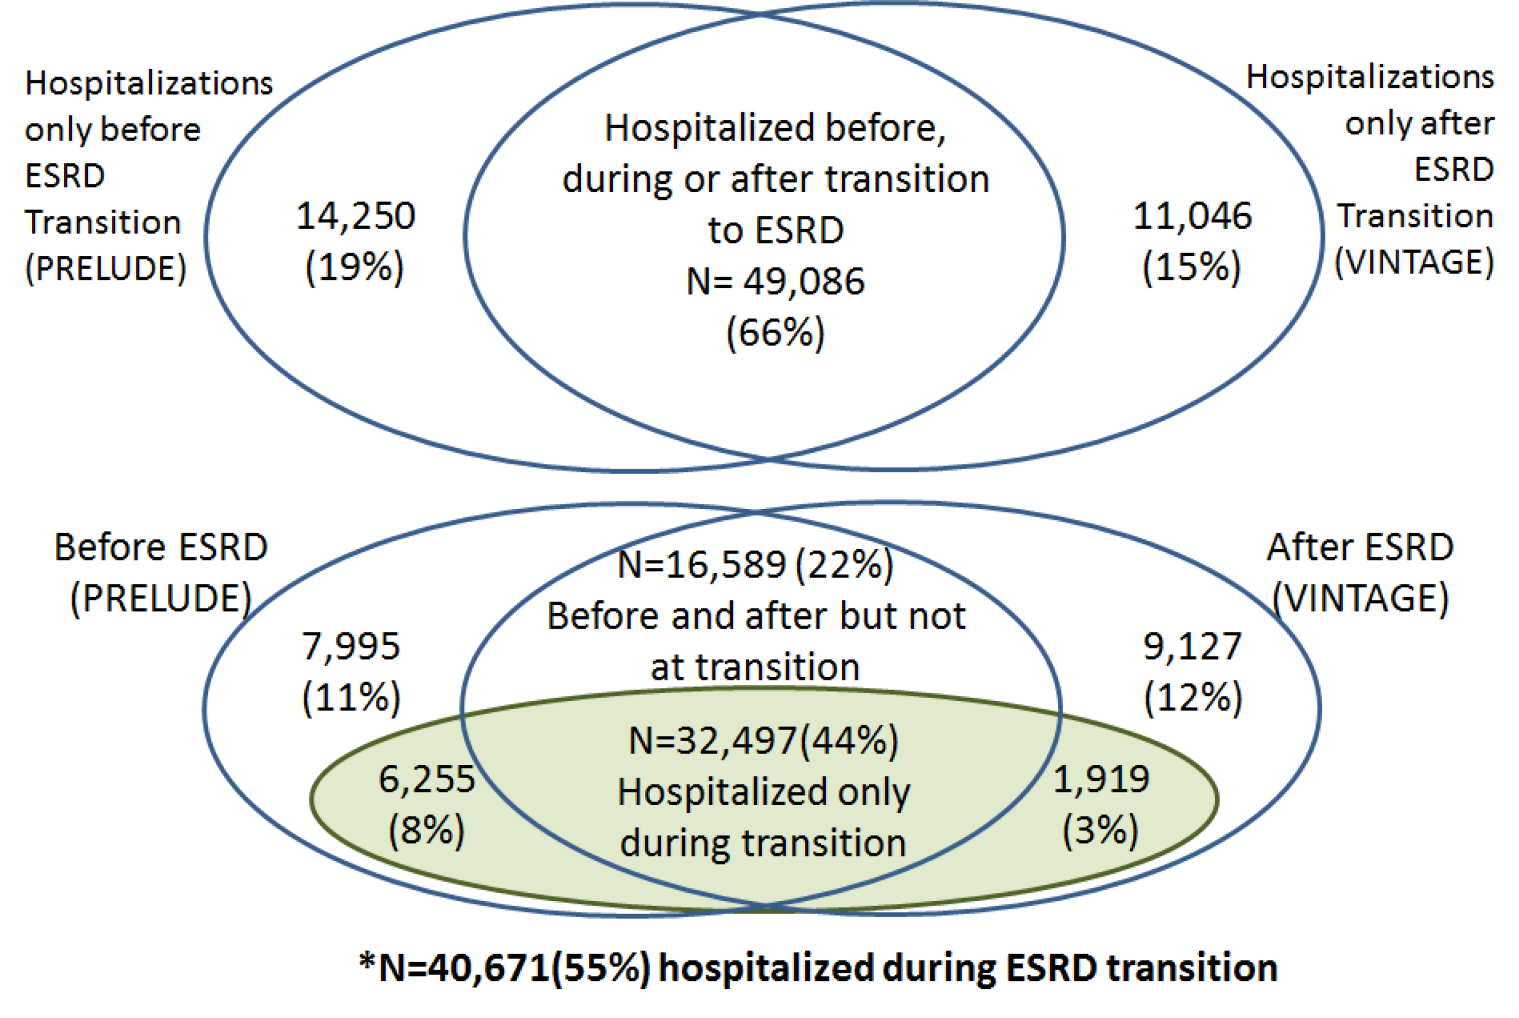 Hospitalizations
only before
ESRD
Transition
(PRELUDE)
14,250
(19%)
Hospitalized before,
during or after transition
to ESRD
N= 49,086
(66%)
11,046
(15%)
Hospitalizations
only after
ESRD
Transition
(VINTAGE)
Before ESRD
(PRELUDE)
N=16,589 (22%)
Before and after but not
at transition
After ESRD
(VINTAGE)
7,995
(11%)
9,127
(12%)
6,255
(8%)
N=32,497(44%)
Hospitalized only
during transition
1,919
(3%)
*N=40,671(55%) hospitalized during ESRD transition